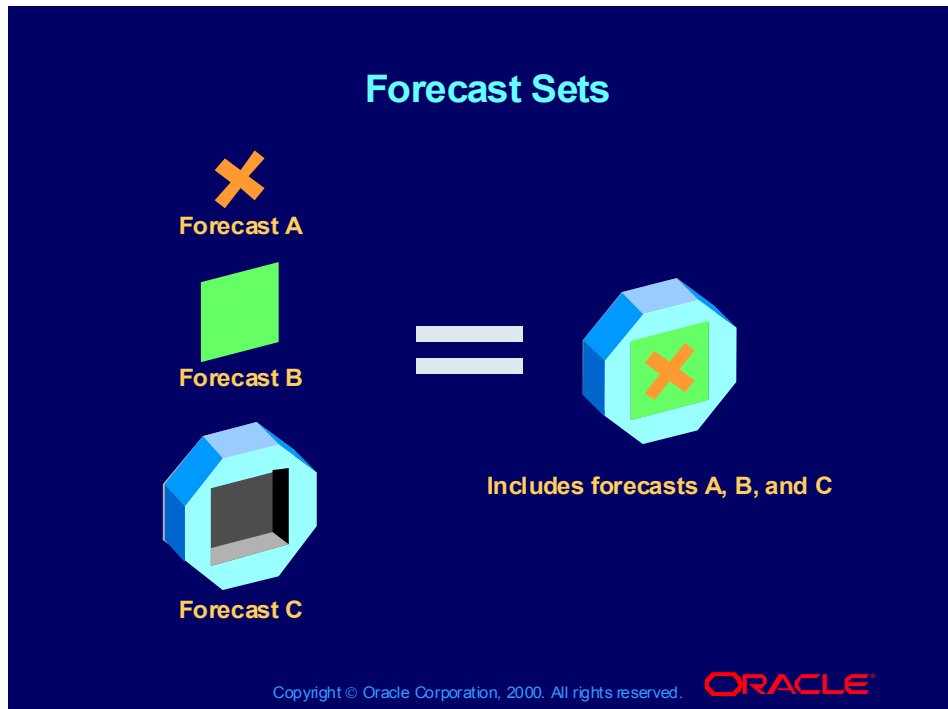 Forecast Sets
Forecast A
Forecast B
Includes forecasts A, B, and C
Forecast C
Copyright © Oracle Corporation, 2000. All rights reserved.
ORACLE®